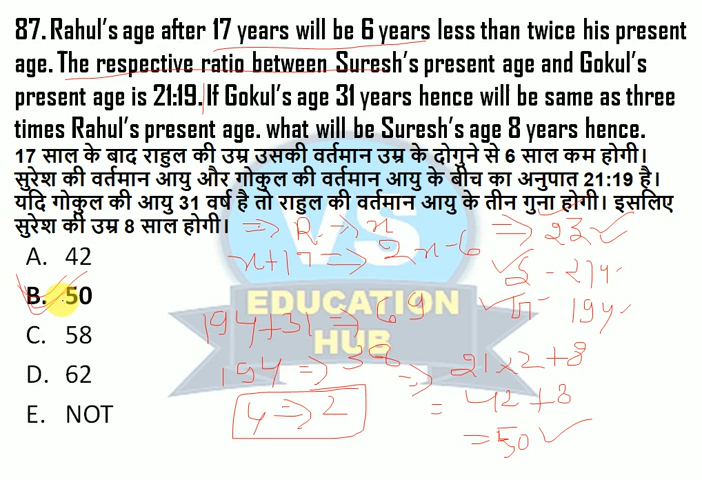 87. Rahul's age after 17 years will be 6 years less than twice his present
age. The respective ratio between Suresh's present age and Gokul's
present age is 21:19. If Gokul's age 31 years hence will be same as three
times Rahul's present age. what will be Suresh's age 8 years hence.
17 साल के बाद राहुल की उम्र उसकी वर्तमान उम्र के दोगुने से 6 साल कम होगी।
सुरेश की वर्तमान आयु और गोकुल की वर्तमान आयु के बीच का अनुपात 21:19 है।
यदि गोकुल की आयु 31 वर्ष है तो राहुल की वर्तमान आयु के तीन गुना होगी। इसलिए
सुरेश की उम्र 8 साल होगी।
⇒ R ⇒ x ⇒ 23 ✓
x+17 ⇒ 2x-6
A. 42
B. 50
C. 58
D. 62
E. NOT
VS
EDUCATION
HUB
S - 21y
19y
19y+31 ⇒ 69
19y ⇒ 38
y ⇒ 2
⇒ 21×2+8
= 42+8
= 50 ✓